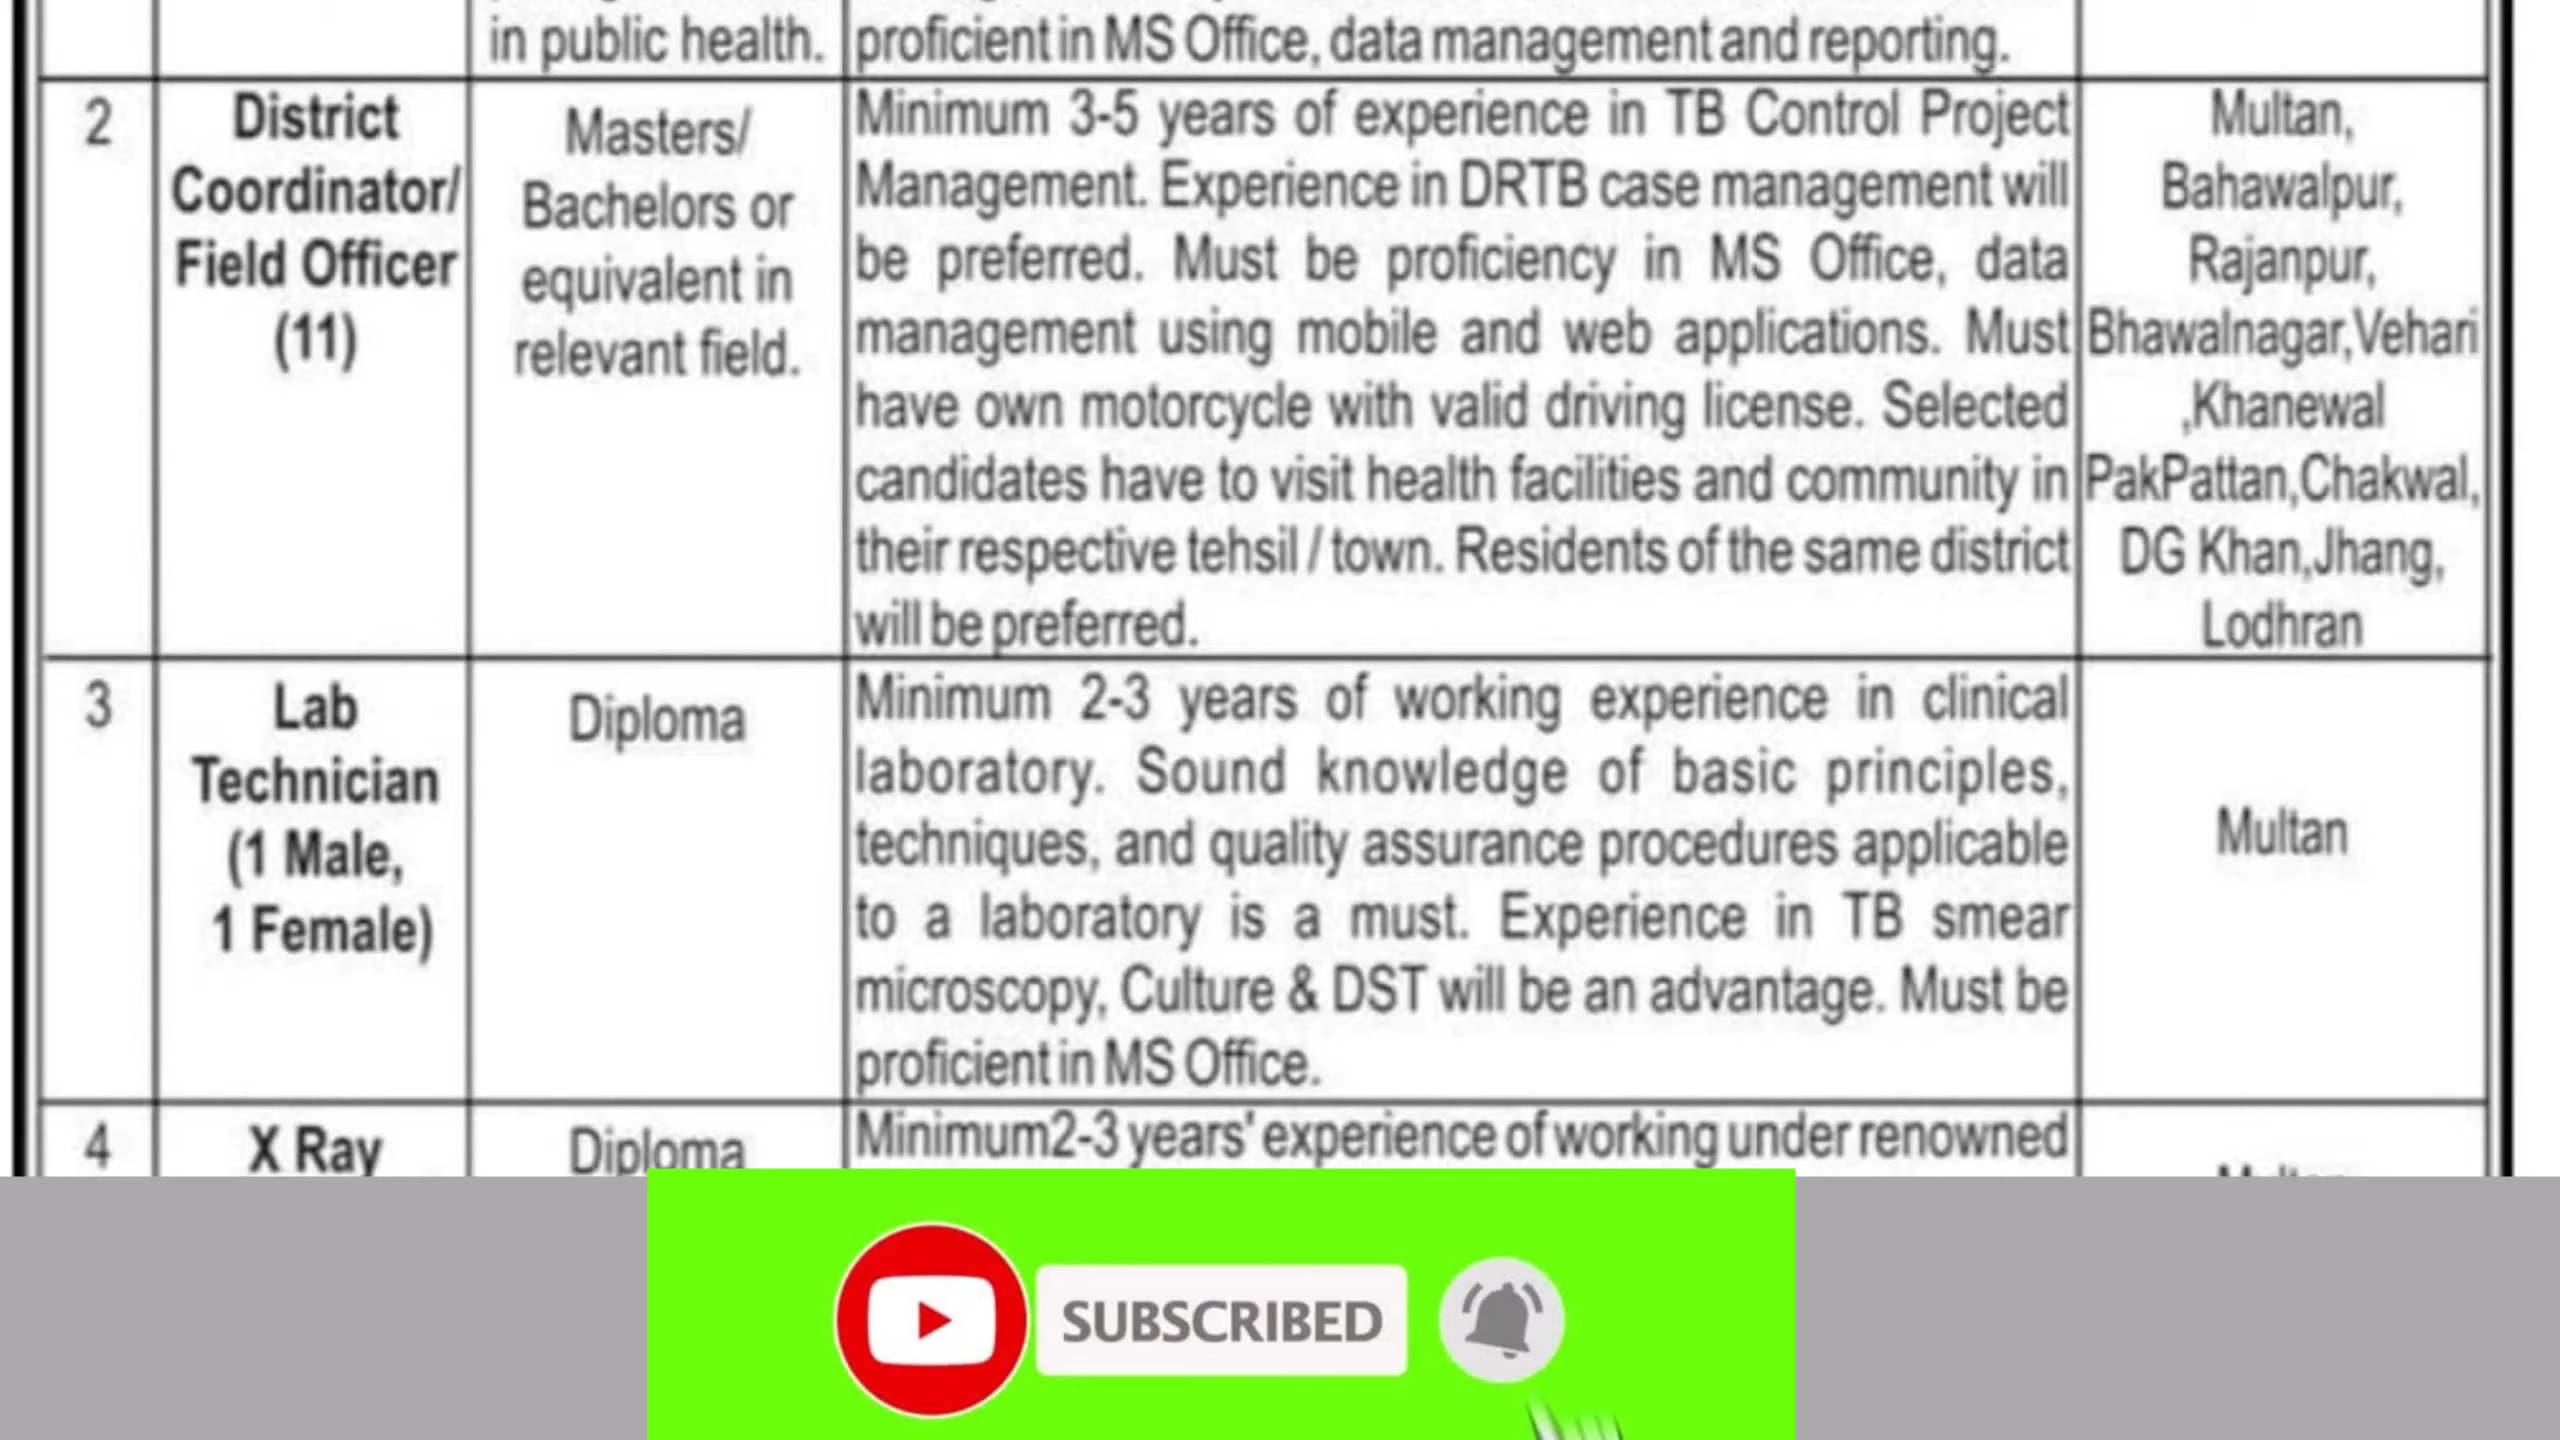 in public health.
proficient in MS Office, data management and reporting.
2
District
Coordinator/
Field Officer
(11)
Masters/
Bachelors or
equivalent in
relevant field.
Minimum 3-5 years of experience in TB Control Project
Management. Experience in DRTB case management will
be preferred. Must be proficiency in MS Office, data
management using mobile and web applications. Must
have own motorcycle with valid driving license. Selected
candidates have to visit health facilities and community in
their respective tehsil / town. Residents of the same district
will be preferred.
Multan,
Bahawalpur,
Rajanpur,
Bhawalnagar,Vehari
,Khanewal
PakPattan,Chakwal,
DG Khan,Jhang,
Lodhran
3
Lab
Technician
(1 Male,
1 Female)
Diploma
Minimum 2-3 years of working experience in clinical
laboratory. Sound knowledge of basic principles,
techniques, and quality assurance procedures applicable
to a laboratory is a must. Experience in TB smear
microscopy, Culture & DST will be an advantage. Must be
proficient in MS Office.
Multan
4
X Ray
Diploma
Minimum2-3 years' experience of working under renowned
SUBSCRIBED